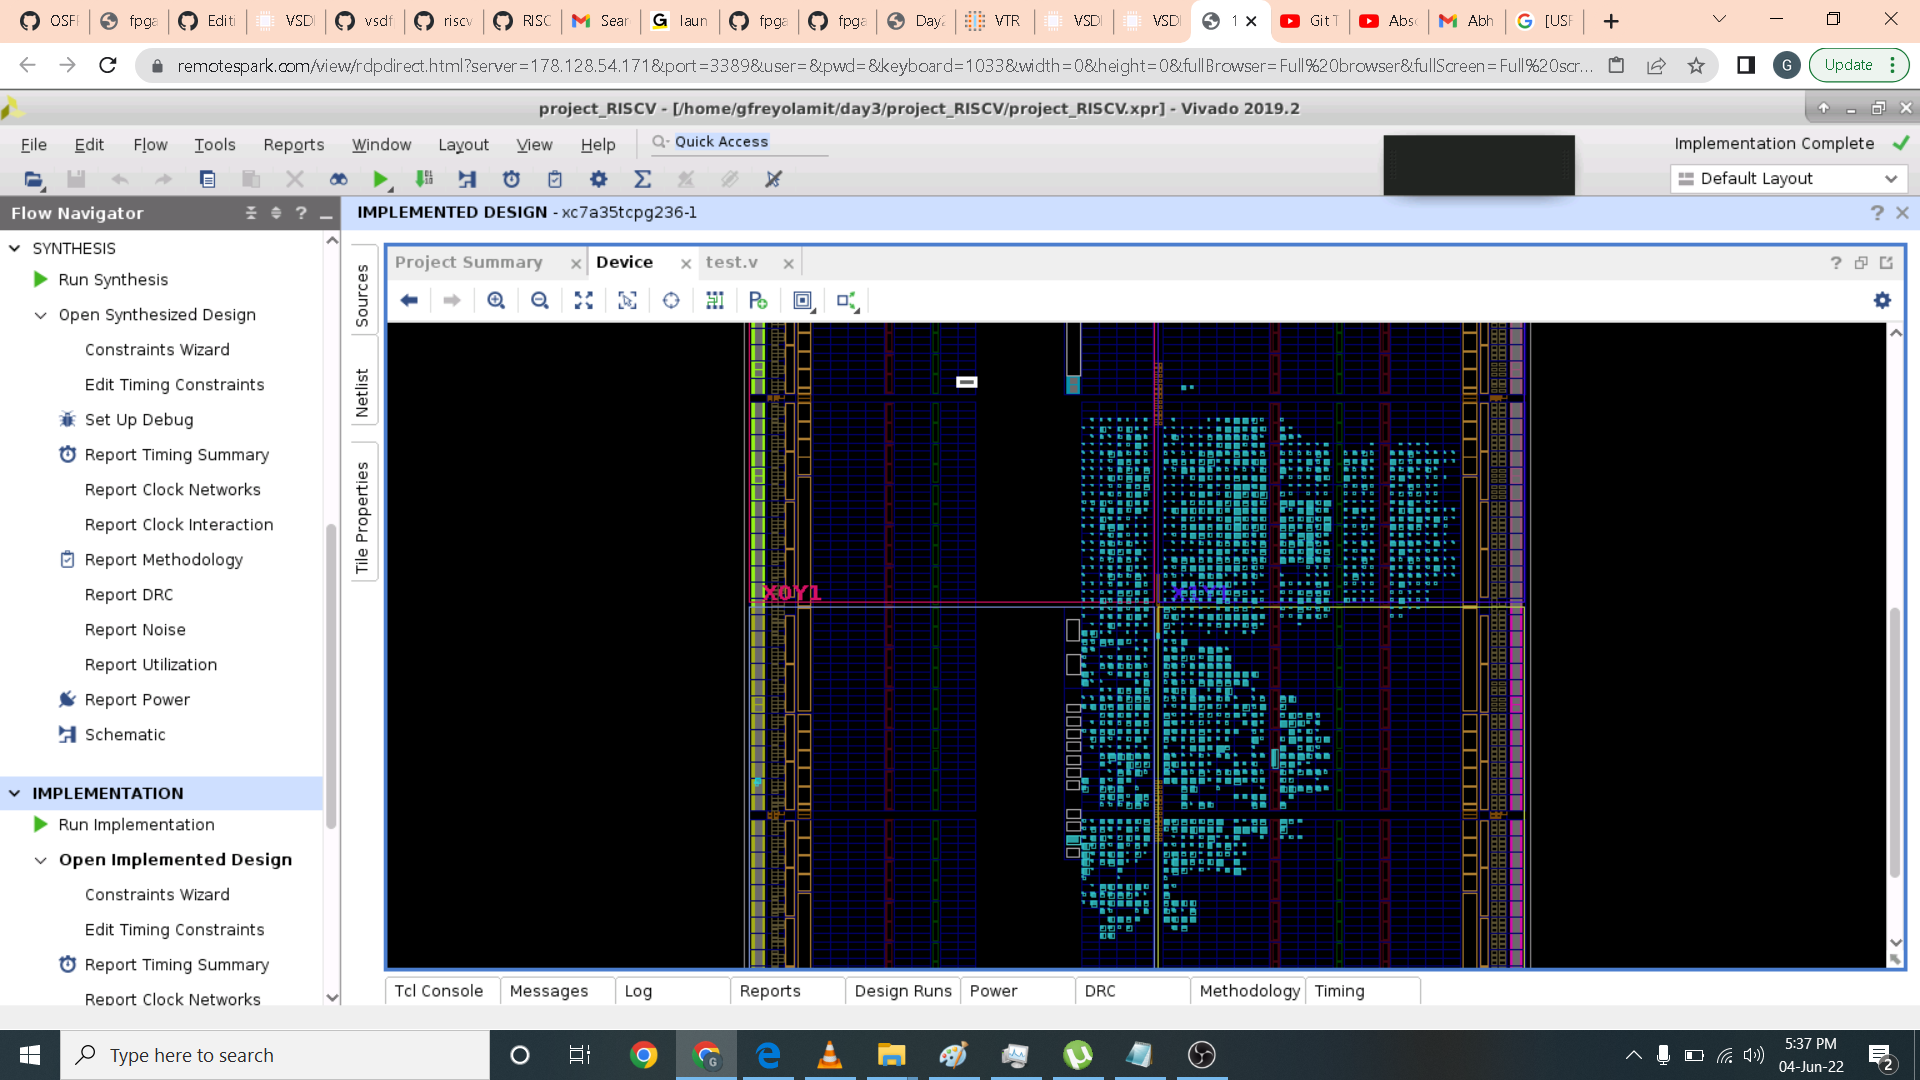 OSF
fpga
Editi
VSDI
vsdf
riscv
RISC
Sear
laun
fpga
fpga
Day2
VTR
VSDI
VSDI
1
Git T
Abs
Abh
[USF
remotespark.com/view/rdpdirect.html?server=178.128.54.171&port=3389&user=&pwd=&keyboard=1033&width=0&height=0&fullBrowser=Full%20browser&fullScreen=Full%20scr...
G
Update
project_RISCV - [/home/gfreyolamit/day3/project_RISCV/project_RISCV.xpr] - Vivado 2019.2
File Edit Flow Tools Reports Window Layout View Help
Quick Access
Implementation Complete
Default Layout
Flow Navigator
IMPLEMENTED DESIGN - xc7a35tcpg236-1
SYNTHESIS
Run Synthesis
Open Synthesized Design
Constraints Wizard
Edit Timing Constraints
Set Up Debug
Report Timing Summary
Report Clock Networks
Report Clock Interaction
Report Methodology
Report DRC
Report Noise
Report Utilization
Report Power
Schematic
IMPLEMENTATION
Run Implementation
Open Implemented Design
Constraints Wizard
Edit Timing Constraints
Report Timing Summary
Report Clock Networks
Sources
Netlist
Tile Properties
Project Summary
Device
test.v
X0Y1
Tcl Console
Messages
Log
Reports
Design Runs
Power
DRC
Methodology
Timing
Type here to search
5:37 PM
04-Jun-22
2